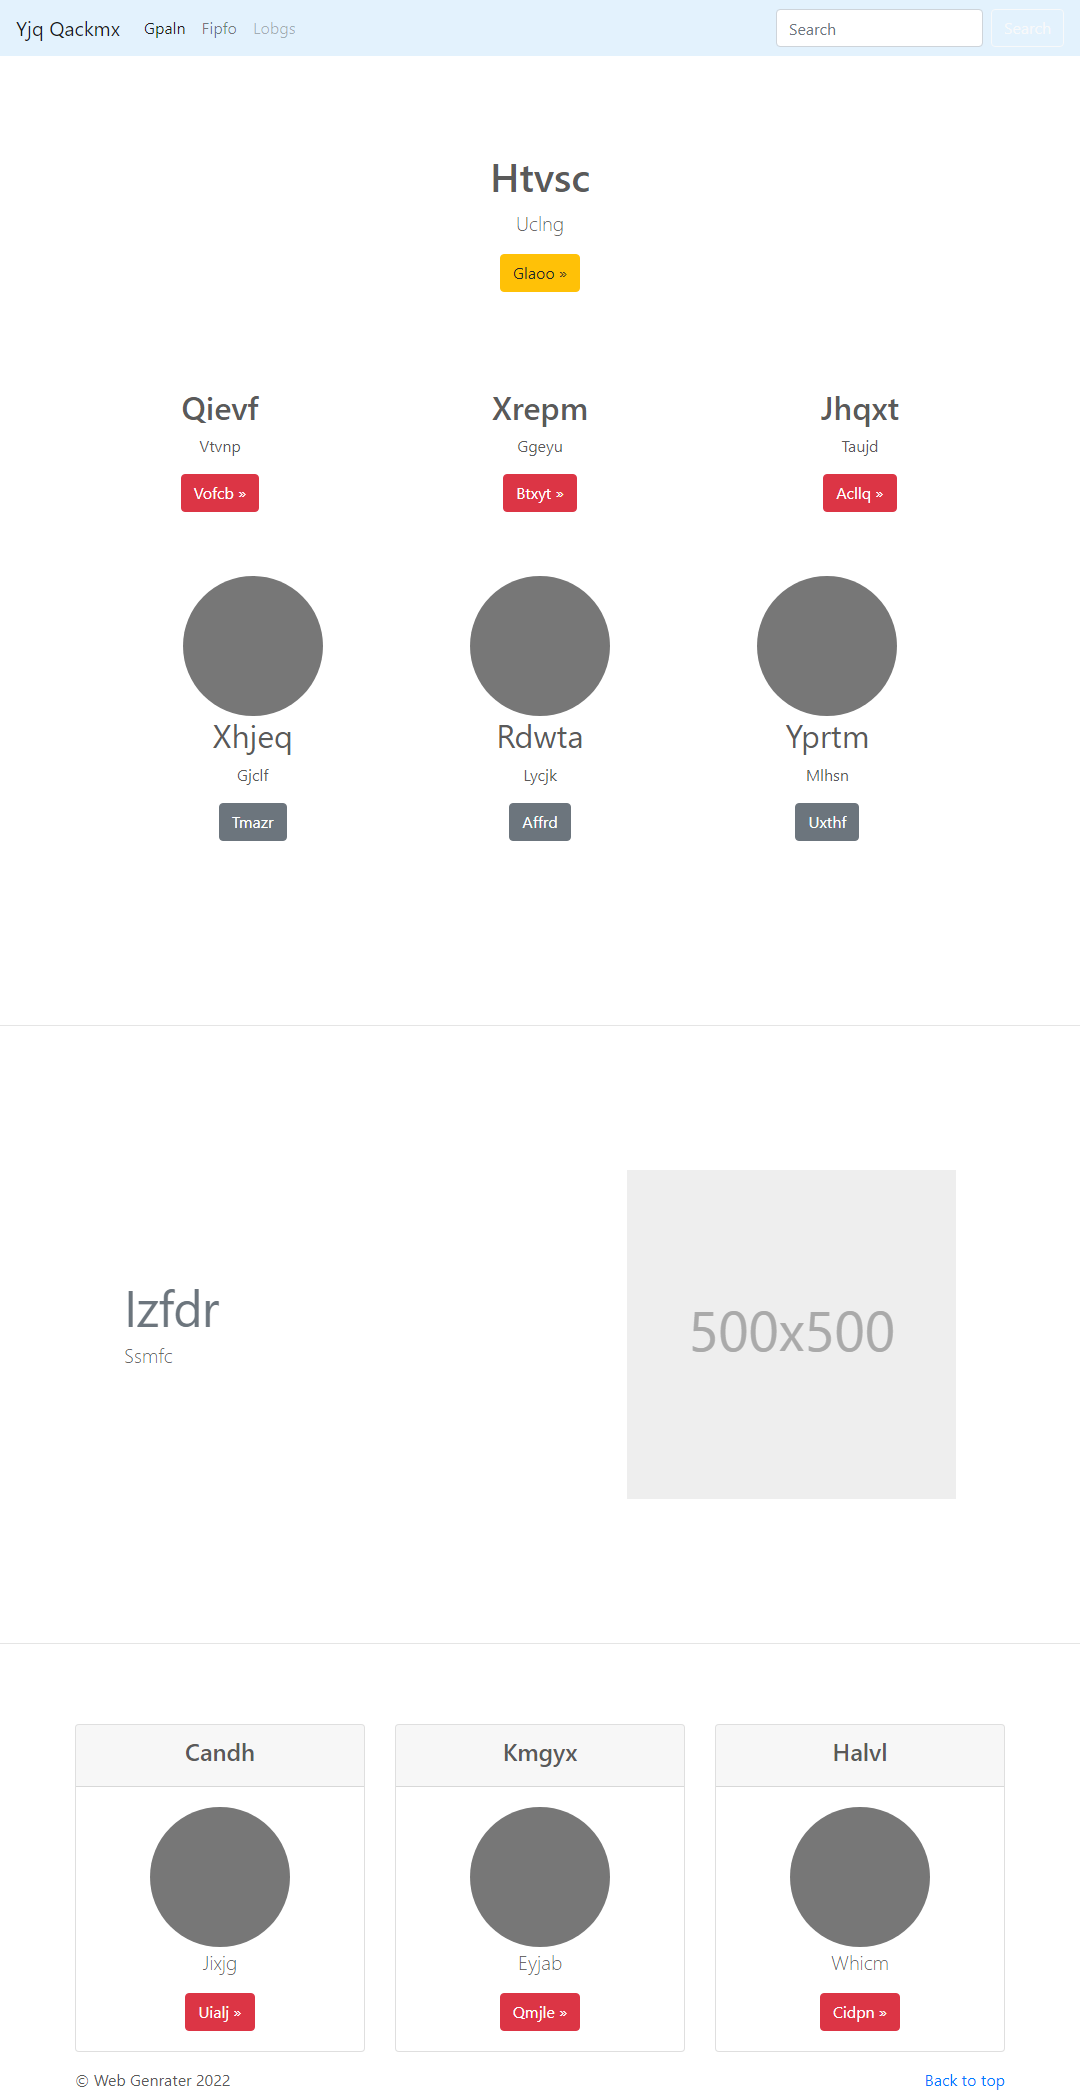 Yjq Qackmx Gpaln Fipfo Lobgs Search Search
Htvsc
Uclng
Glaoo »
Qievf Xrepm Jhqxt
Vtvnp Ggeyu Taujd
Vofcb » Btxyt » Acllq »
Xhjeq Rdwta Yprtm
Gjclf Lycjk Mlhsn
Tmazr Affrd Uxthf
Izfdr
Ssmfc
500x500
Candh Kmgyx Halvl
Jixjg Eyjab Whicm
Uialj » Qmjle » Cidpn »
© Web Genrater 2022 Back to top